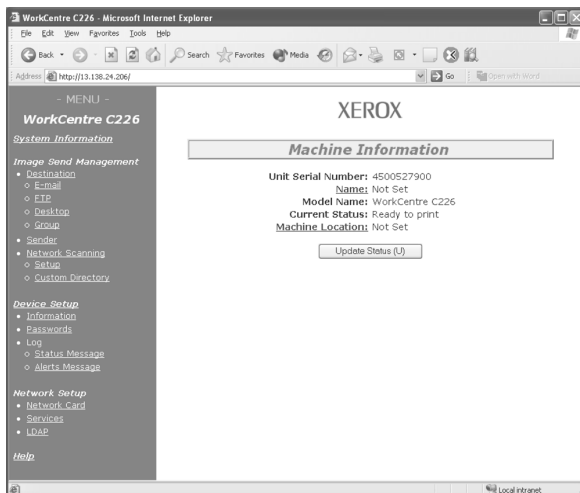 WorkCentre C226 - Microsoft Internet Explorer
File Edit View Favorites Tools Help
Back Search Favorites Media
Address http://13.138.24.206/ Go Open with Word
- MENU -
WorkCentre C226
System Information
Image Send Management
Destination
E-mail
FTP
Desktop
Group
Sender
Network Scanning
Setup
Custom Directory
Device Setup
Information
Passwords
Log
Status Message
Alerts Message
Network Setup
Network Card
Services
LDAP
Help
XEROX
Machine Information
Unit Serial Number: 4500527900
Name: Not Set
Model Name: WorkCentre C226
Current Status: Ready to print
Machine Location: Not Set
Update Status (U)
Local intranet